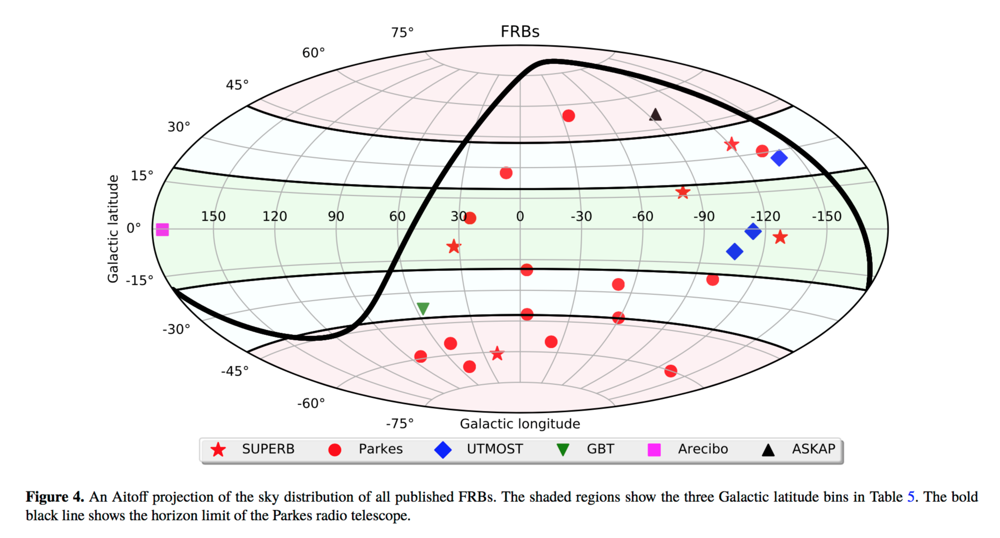 FRBs
75°
60°
45°
30°
15°
0°
-15°
-30°
-45°
-60°
-75°
Galactic latitude
150 120 90 60 30 0 -30 -60 -90 -120 -150
Galactic longitude
SUPERB Parkes UTMOST GBT Arecibo ASKAP
Figure 4. An Aitoff projection of the sky distribution of all published FRBs. The shaded regions show the three Galactic latitude bins in Table 5. The bold
black line shows the horizon limit of the Parkes radio telescope.